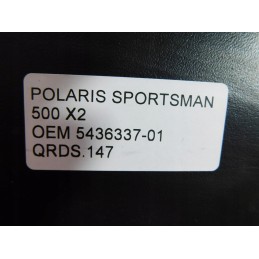 POLARIS SPORTSMAN
500 X2
OEM 5436337-01
QRDS.147